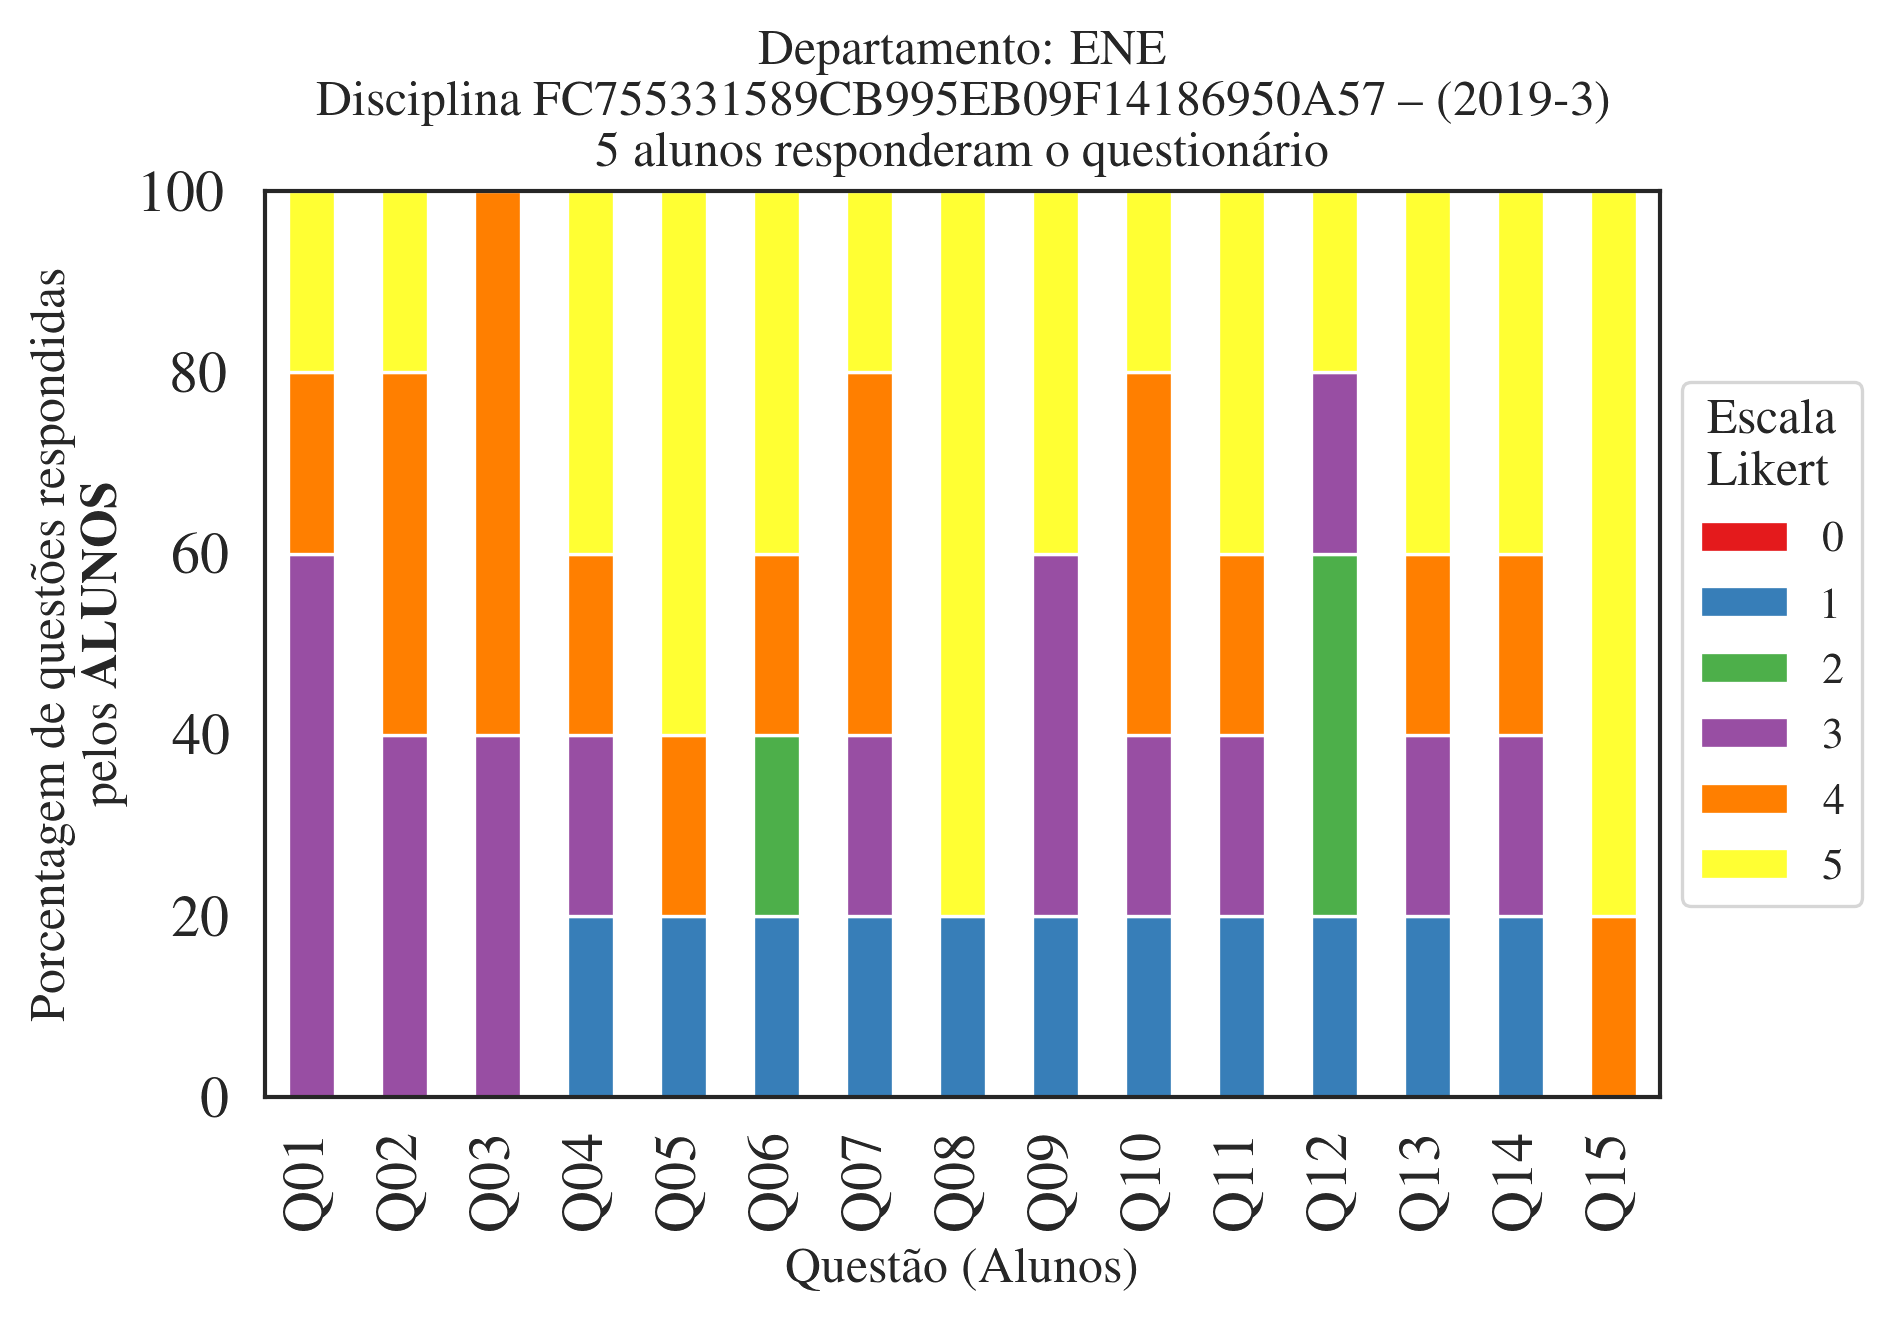 Departamento: ENE
Disciplina FC755331589CB995EB09F14186950A57 – (2019-3)
5 alunos responderam o questionário
Porcentagem de questões respondidas
pelos ALUNOS
100
80
60
40
20
0
Q01
Q02
Q03
Q04
Q05
Q06
Q07
Q08
Q09
Q10
Q11
Q12
Q13
Q14
Q15
Questão (Alunos)
Escala
Likert
0
1
2
3
4
5